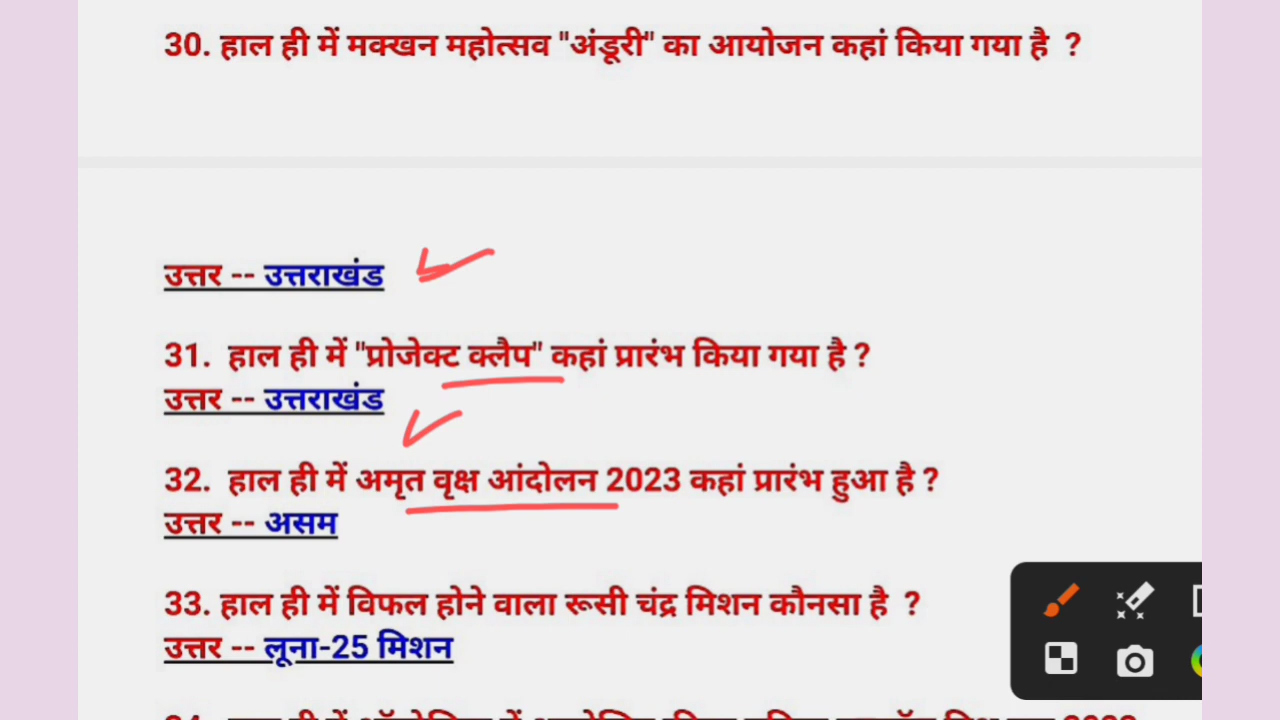 30. हाल ही में मक्खन महोत्सव "अंडूरी" का आयोजन कहां किया गया है ?
उत्तर -- उत्तराखंड
31. हाल ही में "प्रोजेक्ट क्लैप" कहां प्रारंभ किया गया है ?
उत्तर -- उत्तराखंड
32. हाल ही में अमृत वृक्ष आंदोलन 2023 कहां प्रारंभ हुआ है ?
उत्तर -- असम
33. हाल ही में विफल होने वाला रूसी चंद्र मिशन कौनसा है ?
उत्तर -- लूना-25 मिशन